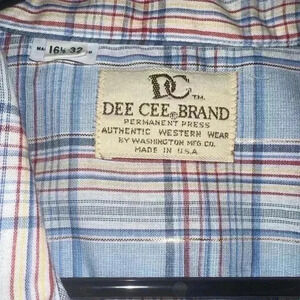 16½ 32
DC TM
DEE CEE® BRAND
PERMANENT PRESS
AUTHENTIC WESTERN WEAR
BY WASHINGTON MFG. CO.
MADE IN U.S.A.